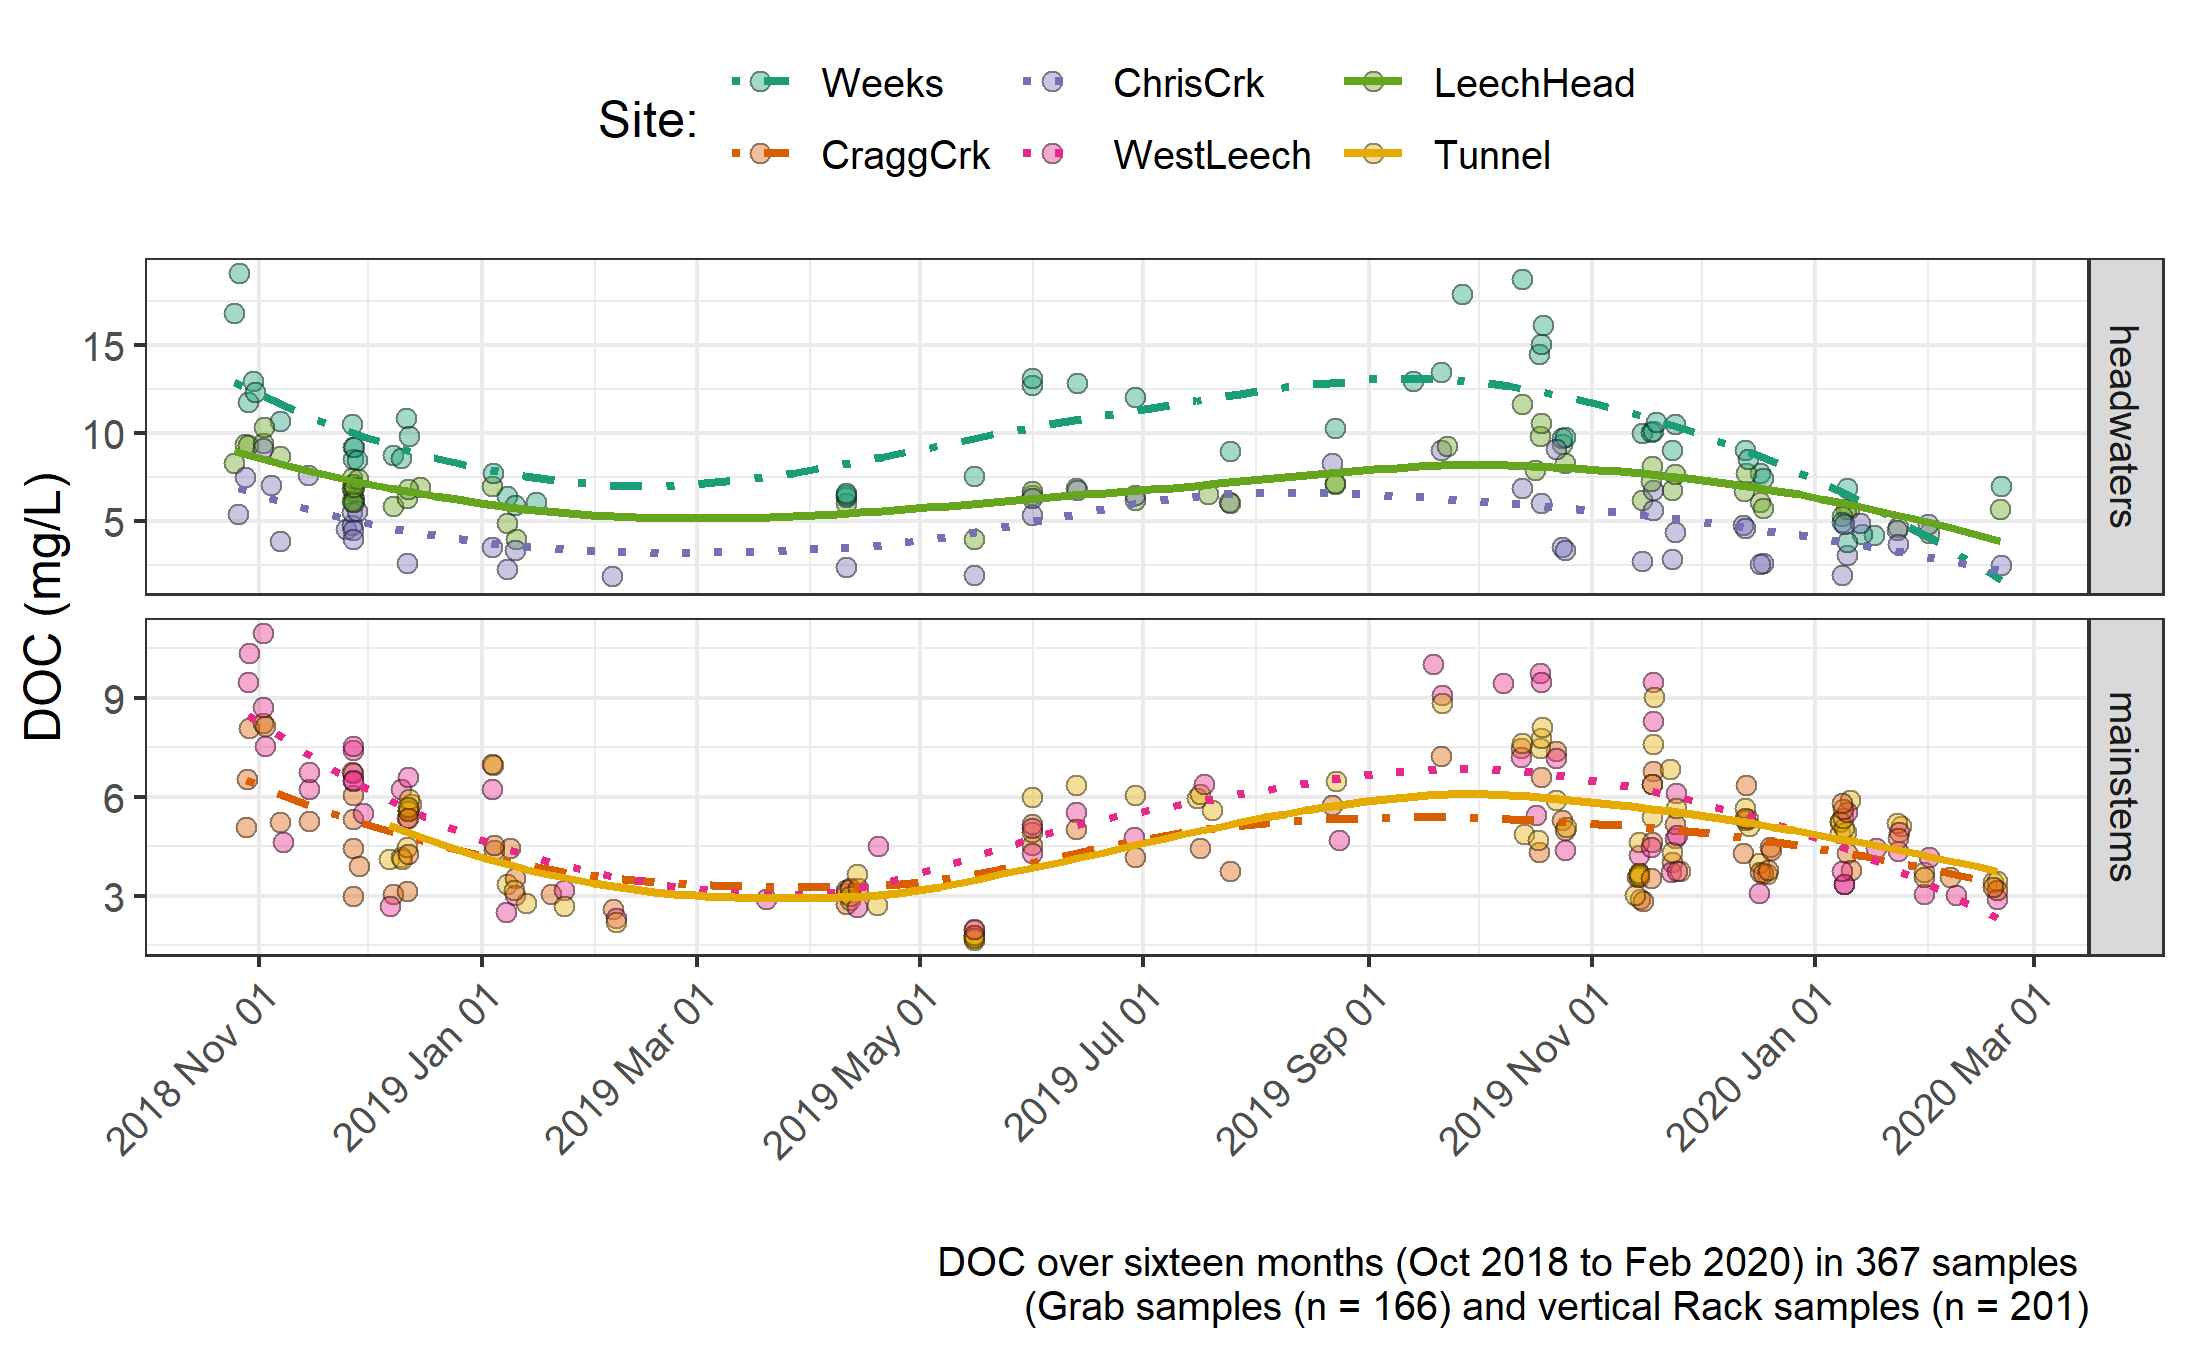 Site:
Weeks
ChrisCrk
LeechHead
CraggCrk
WestLeech
Tunnel
DOC (mg/L)
15
10
5
headwaters
9
6
3
mainstems
2018 Nov 01
2019 Jan 01
2019 Mar 01
2019 May 01
2019 Jul 01
2019 Sep 01
2019 Nov 01
2020 Jan 01
2020 Mar 01
DOC over sixteen months (Oct 2018 to Feb 2020) in 367 samples
(Grab samples (n = 166) and vertical Rack samples (n = 201)